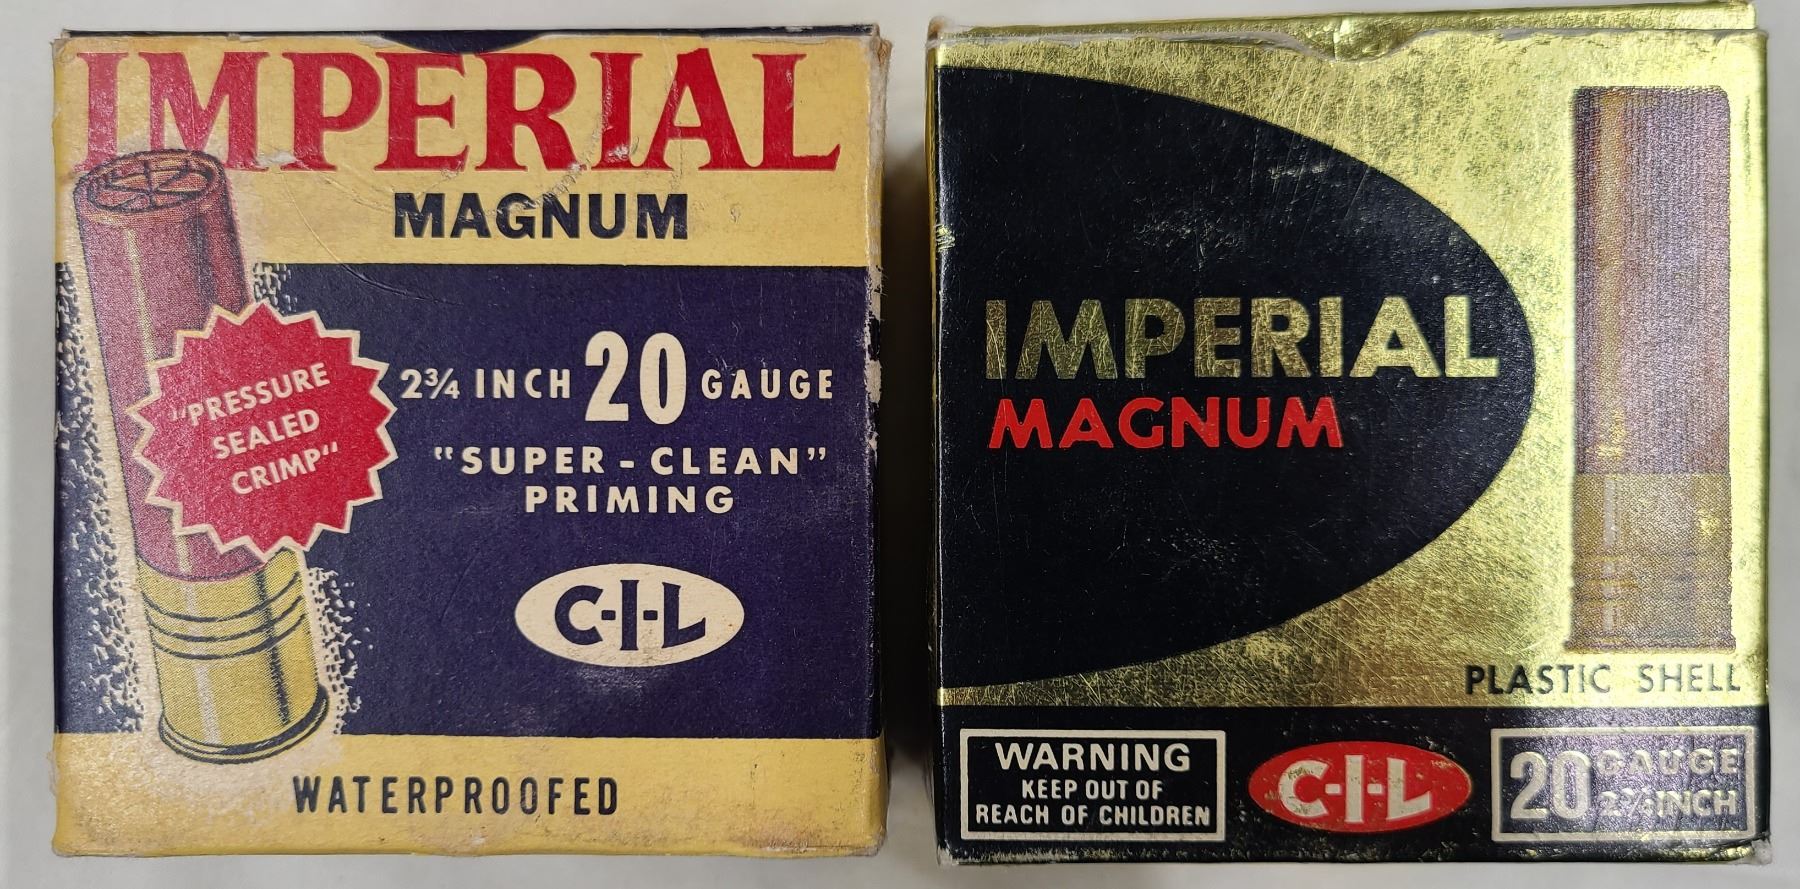 IMPERIAL
MAGNUM
"PRESSURE
SEALED
CRIMP"
2¾ INCH 20 GAUGE
"SUPER-CLEAN"
PRIMING
C-I-L
WATERPROOFED
IMPERIAL
MAGNUM
PLASTIC SHELL
WARNING
KEEP OUT OF
REACH OF CHILDREN
C-I-L
20 GAUGE
2¾ INCH